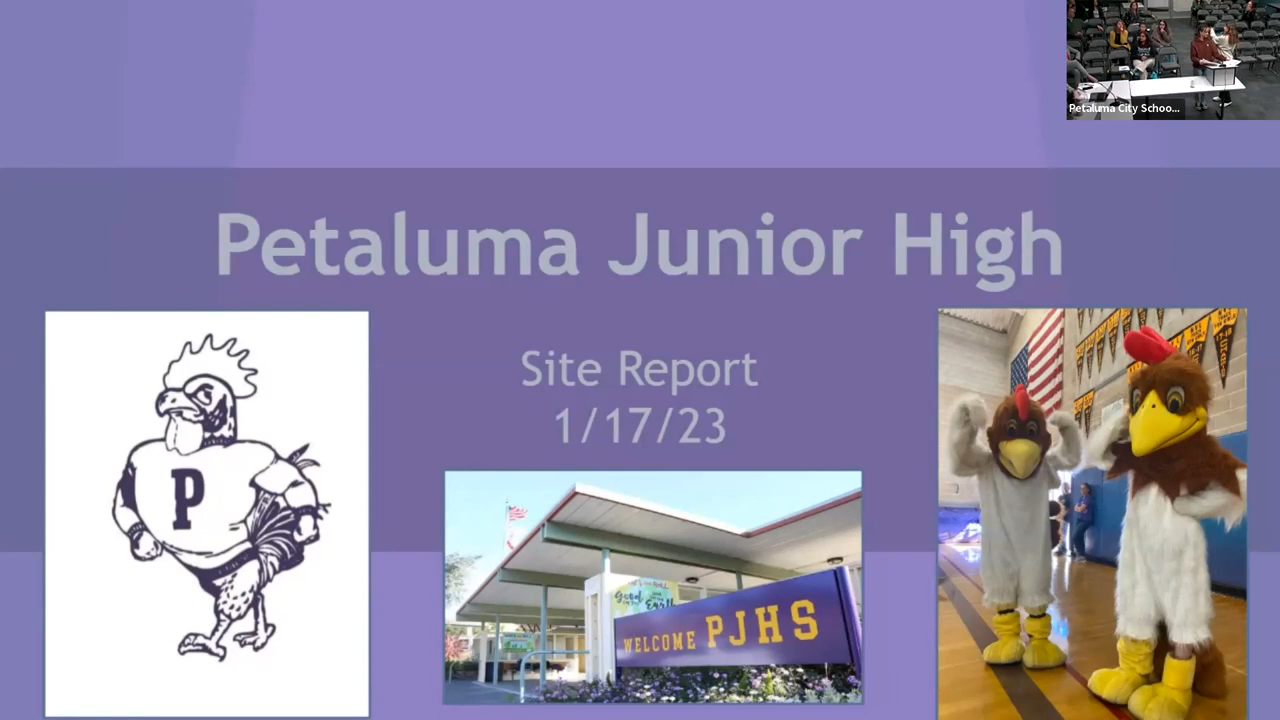 Petaluma City Schoo...
Petaluma Junior High
Site Report
1/17/23
P
WELCOME PJHS